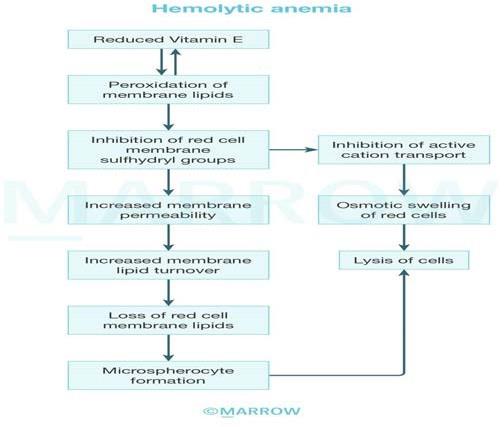 Hemolytic anemia
Reduced Vitamin E
Peroxidation of
membrane lipids
Inhibition of red cell
membrane
sulfhydryl groups
Inhibition of active
cation transport
Increased membrane
permeability
Osmotic swelling
of red cells
Increased membrane
lipid turnover
Lysis of cells
Loss of red cell
membrane lipids
Microspherocyte
formation
MARROW
©MARROW